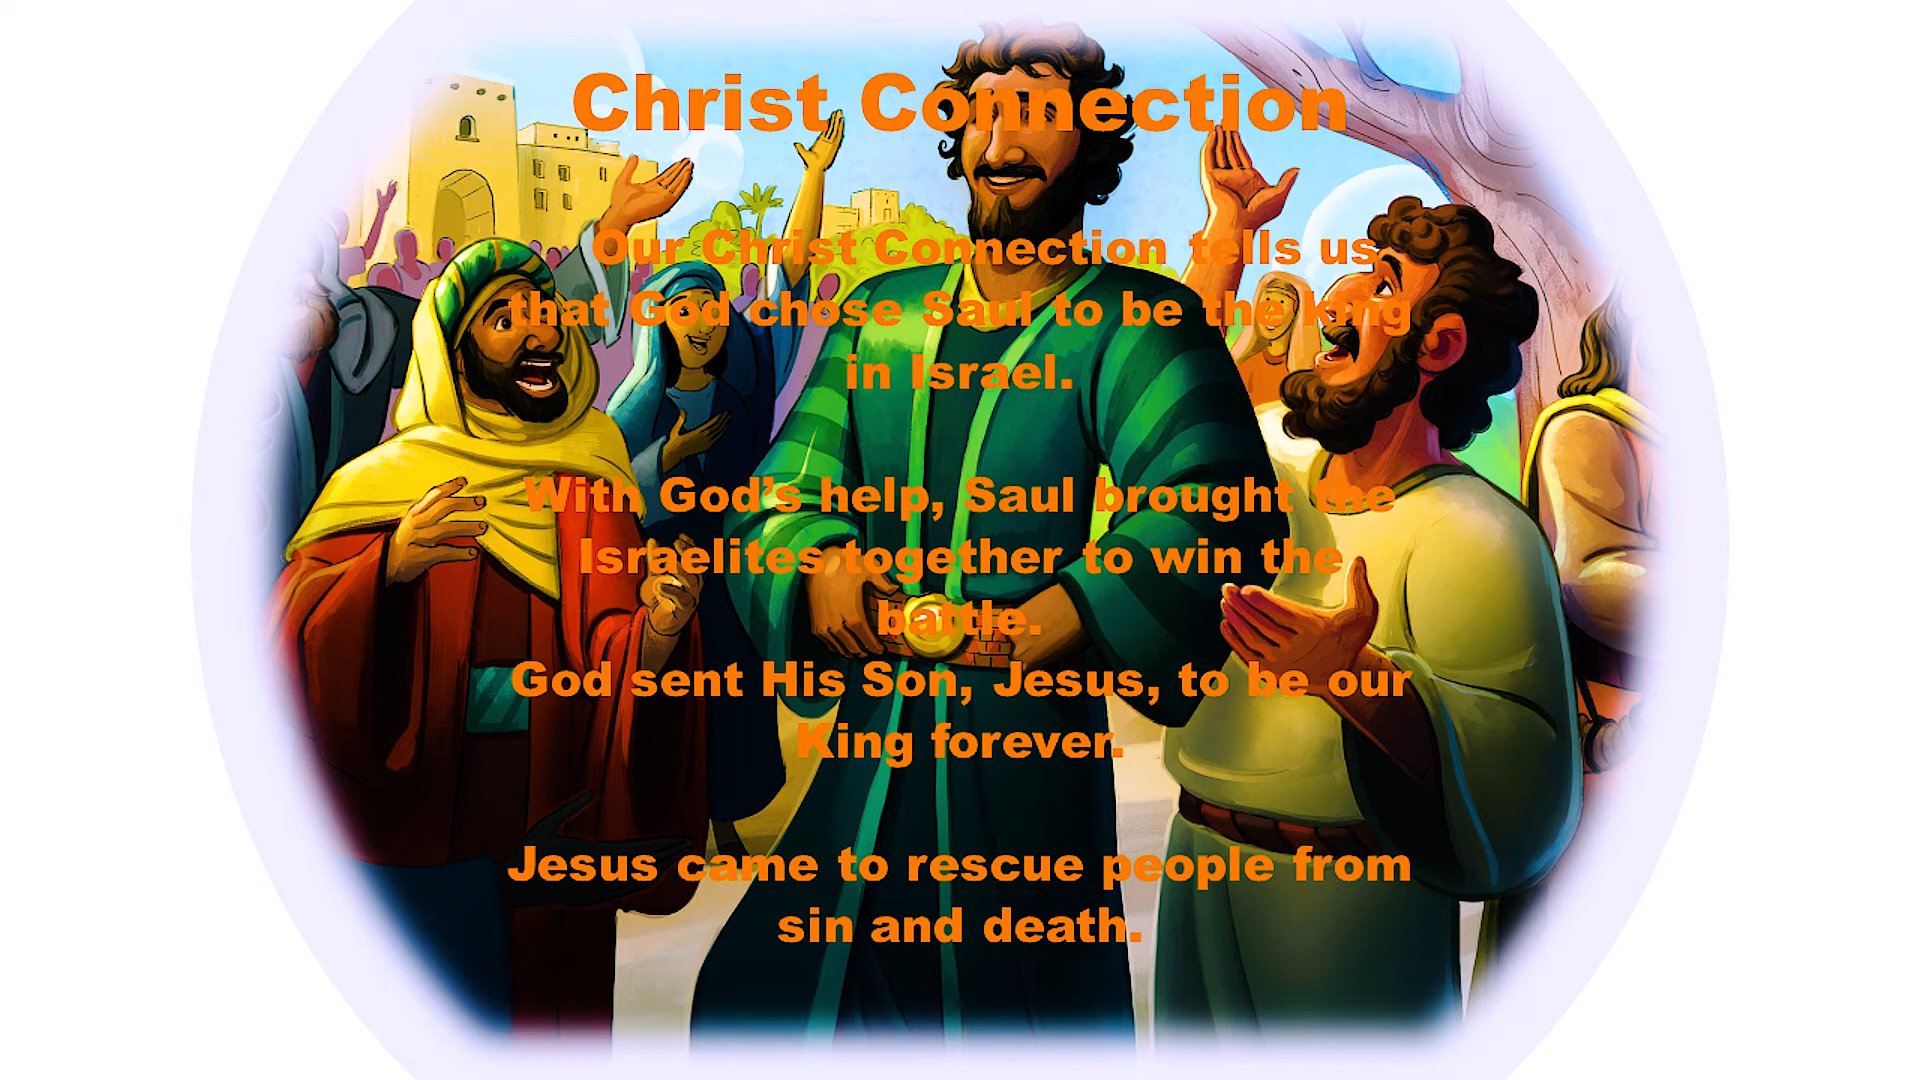 Christ Connection
Our Christ Connection tells us
that God chose Saul to be the king
in Israel.
With God’s help, Saul brought the
Israelites together to win the
battle.
God sent His Son, Jesus, to be our
King forever.
Jesus came to rescue people from
sin and death.